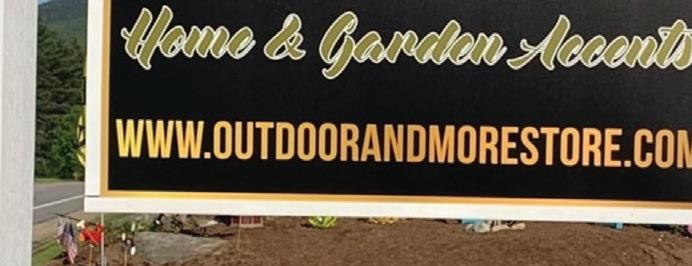 Home & Garden Accents
WWW.OUTDOORANDMORESTORE.COM